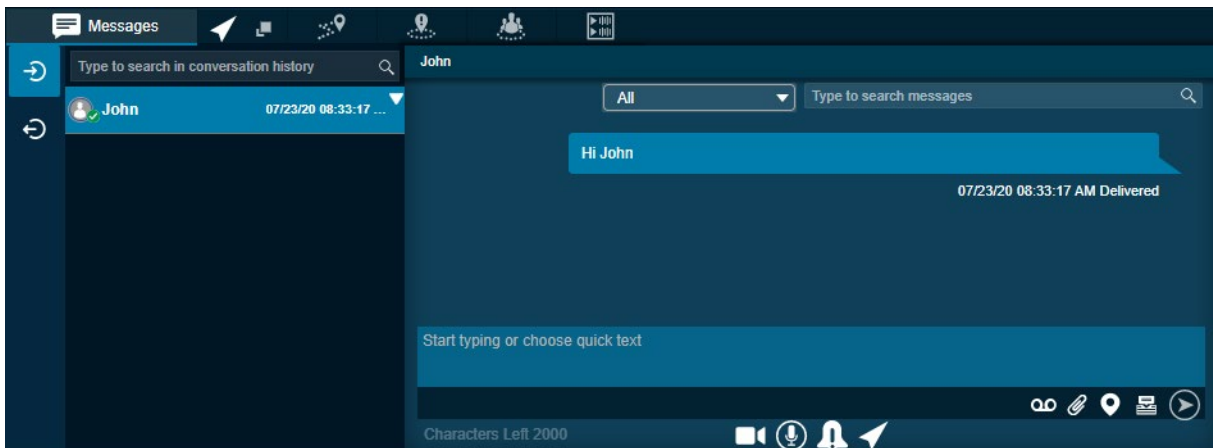 Messages
Type to search in conversation history
John
07/23/20 08:33:17 ...
John
All
Type to search messages
Hi John
07/23/20 08:33:17 AM Delivered
Start typing or choose quick text
Characters Left 2000